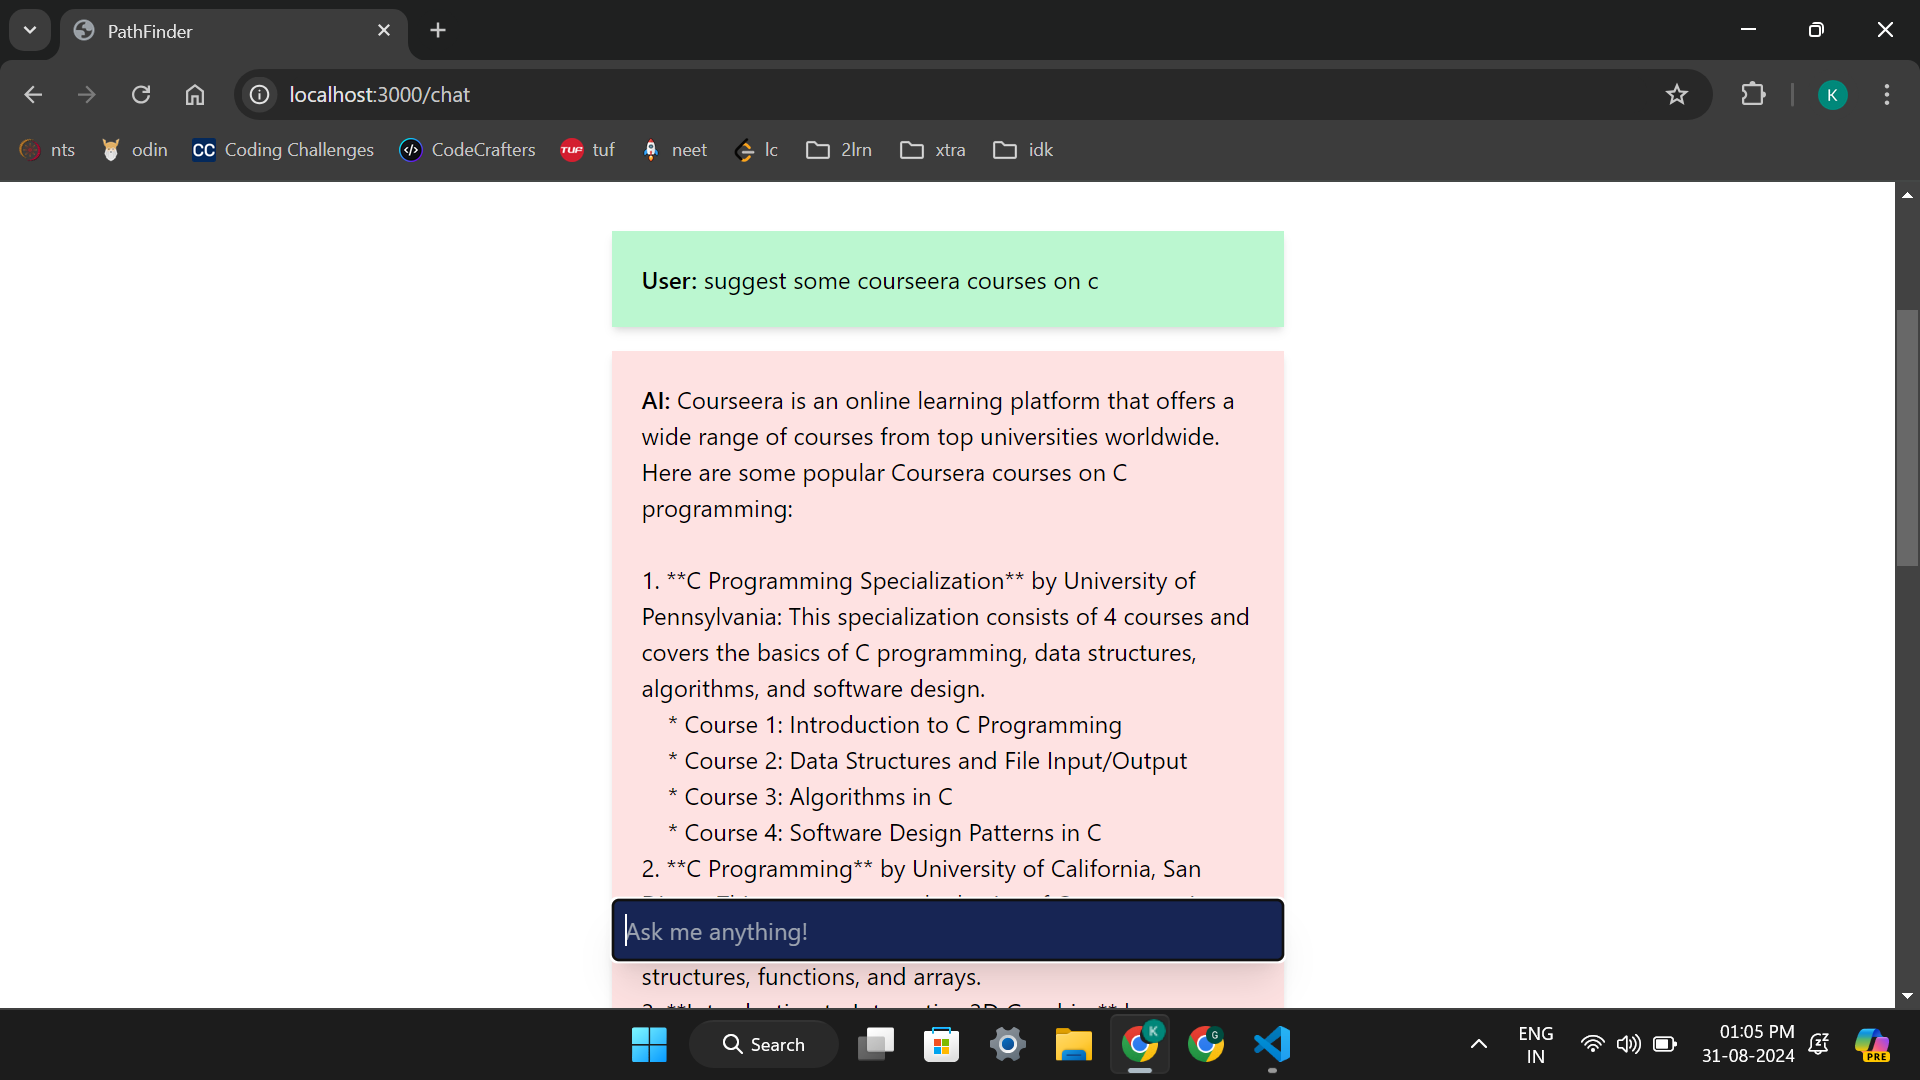 PathFinder
localhost:3000/chat
nts odin CC Coding Challenges CodeCrafters TUF tuf neet lc 2lrn xtra idk
K
User: suggest some courseera courses on c
AI: Courseera is an online learning platform that offers a
wide range of courses from top universities worldwide.
Here are some popular Coursera courses on C
programming:
1. **C Programming Specialization** by University of
Pennsylvania: This specialization consists of 4 courses and
covers the basics of C programming, data structures,
algorithms, and software design.
* Course 1: Introduction to C Programming
* Course 2: Data Structures and File Input/Output
* Course 3: Algorithms in C
* Course 4: Software Design Patterns in C
2. **C Programming** by University of California, San
Ask me anything!
structures, functions, and arrays.
Search
K
G
ENG
IN
01:05 PM
31-08-2024
PRE